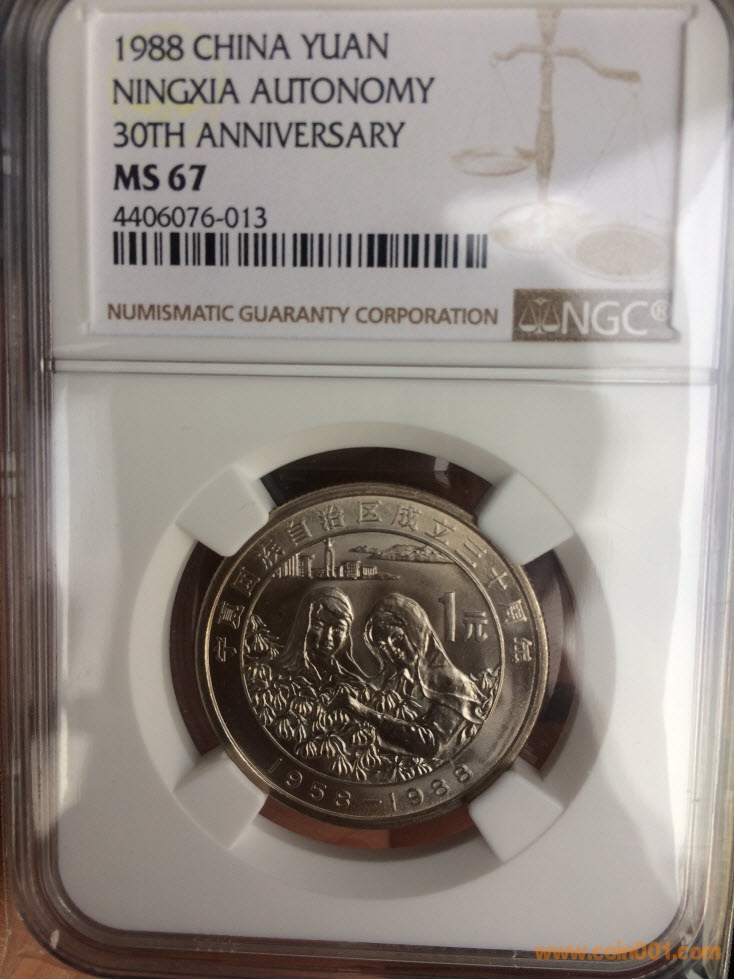 1988 CHINA YUAN
NINGXIA AUTONOMY
30TH ANNIVERSARY
MS 67
4406076-013
NUMISMATIC GUARANTY CORPORATION
NGC®
宁夏回族自治区成立三十周年
1元
1958-1988
www.coin001.com